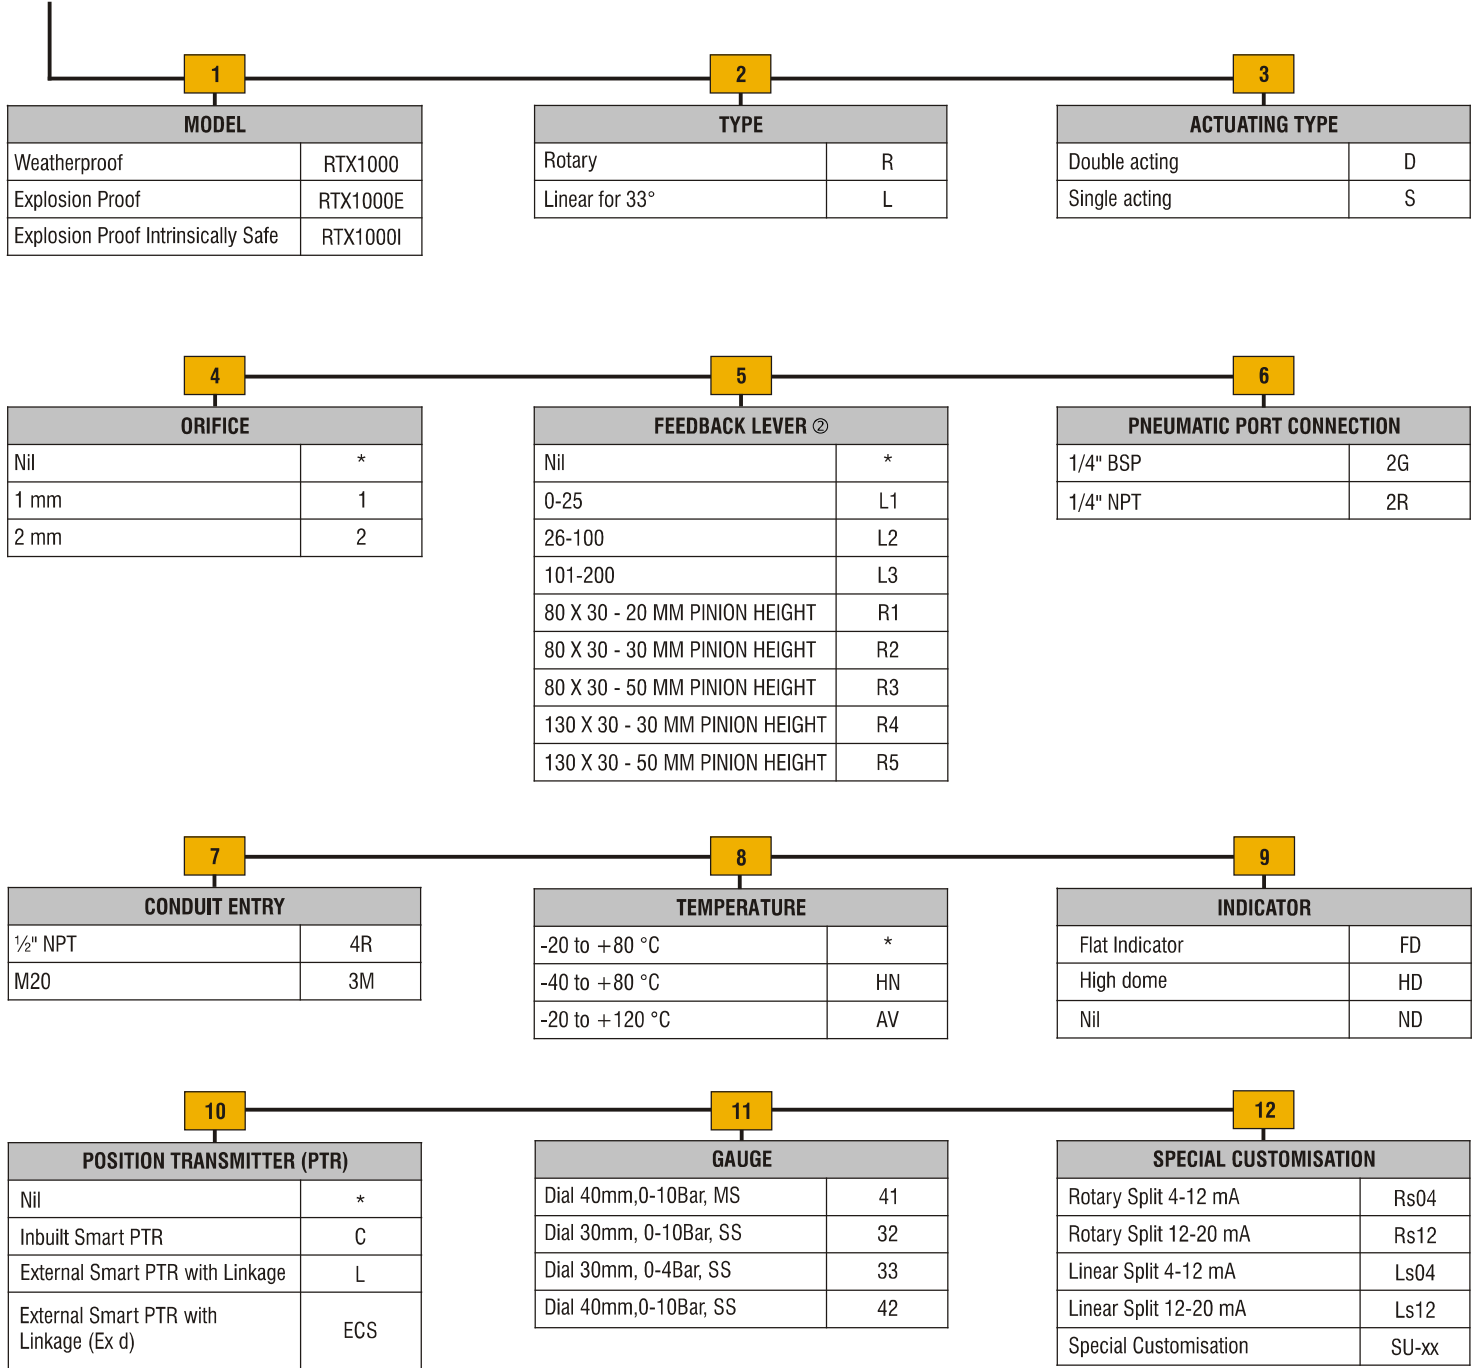 1
2
3
MODEL
Weatherproof RTX1000
Explosion Proof RTX1000E
Explosion Proof Intrinsically Safe RTX1000I
TYPE
Rotary R
Linear for 33° L
ACTUATING TYPE
Double acting D
Single acting S
4
5
6
ORIFICE
Nil *
1 mm 1
2 mm 2
FEEDBACK LEVER ②
Nil *
0-25 L1
26-100 L2
101-200 L3
80 X 30 - 20 MM PINION HEIGHT R1
80 X 30 - 30 MM PINION HEIGHT R2
80 X 30 - 50 MM PINION HEIGHT R3
130 X 30 - 30 MM PINION HEIGHT R4
130 X 30 - 50 MM PINION HEIGHT R5
PNEUMATIC PORT CONNECTION
1/4" BSP 2G
1/4" NPT 2R
7
8
9
CONDUIT ENTRY
½" NPT 4R
M20 3M
TEMPERATURE
-20 to +80 °C *
-40 to +80 °C HN
-20 to +120 °C AV
INDICATOR
Flat Indicator FD
High dome HD
Nil ND
10
11
12
POSITION TRANSMITTER (PTR)
Nil *
Inbuilt Smart PTR C
External Smart PTR with Linkage L
External Smart PTR with
Linkage (Ex d) ECS
GAUGE
Dial 40mm,0-10Bar, MS 41
Dial 30mm, 0-10Bar, SS 32
Dial 30mm, 0-4Bar, SS 33
Dial 40mm,0-10Bar, SS 42
SPECIAL CUSTOMISATION
Rotary Split 4-12 mA Rs04
Rotary Split 12-20 mA Rs12
Linear Split 4-12 mA Ls04
Linear Split 12-20 mA Ls12
Special Customisation SU-xx